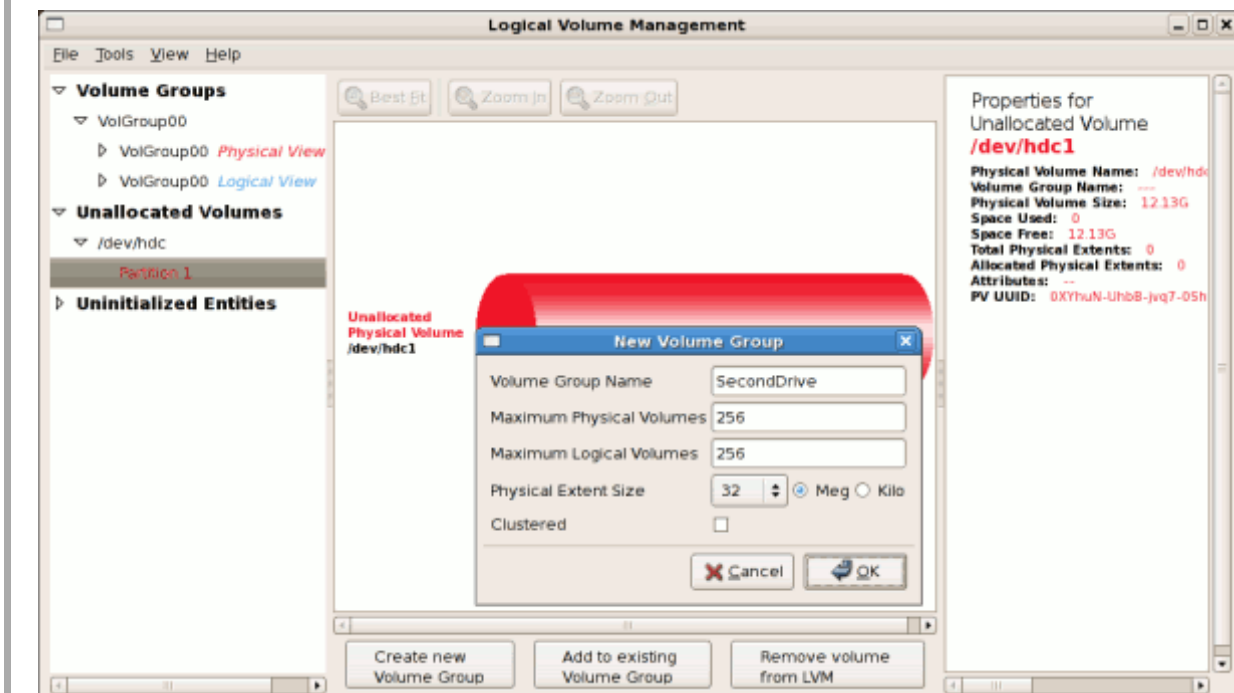 Logical Volume Management
File Tools View Help
Volume Groups
VolGroup00
VolGroup00 Physical View
VolGroup00 Logical View
Unallocated Volumes
/dev/hdc
Partition 1
Uninitialized Entities
Best Fit Zoom In Zoom Out
Unallocated
Physical Volume
/dev/hdc1
New Volume Group
Volume Group Name SecondDrive
Maximum Physical Volumes 256
Maximum Logical Volumes 256
Physical Extent Size 32 Meg Kilo
Clustered
Cancel OK
Create new
Volume Group
Add to existing
Volume Group
Remove volume
from LVM
Properties for
Unallocated Volume
/dev/hdc1
Physical Volume Name: /dev/hdc
Volume Group Name: ---
Physical Volume Size: 12.13G
Space Used: 0
Space Free: 12.13G
Total Physical Extents: 0
Allocated Physical Extents: 0
Attributes: --
PV UUID: 0XYhuN-UhbB-jvq7-0Sh